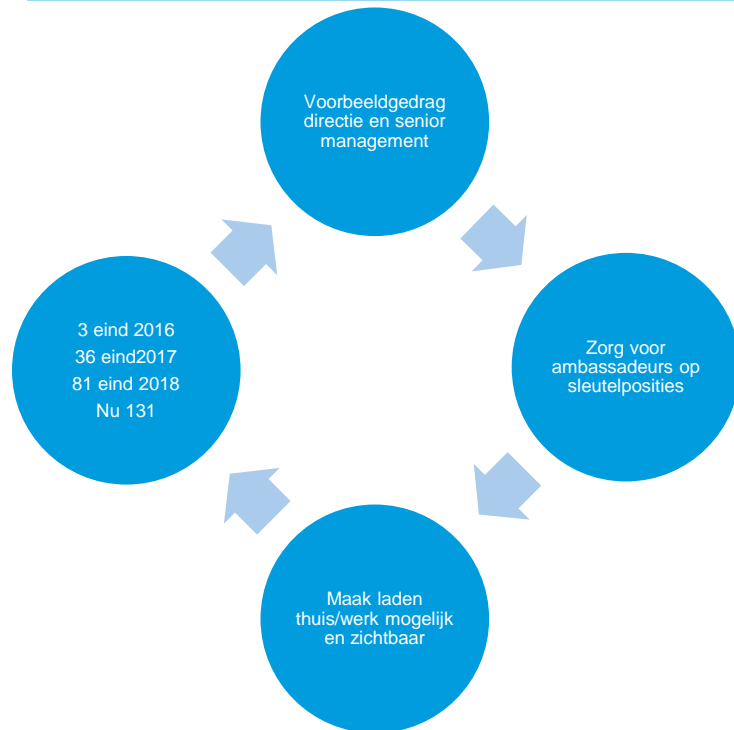 Voorbeeldgedrag
directie en senior
management
Zorg voor
ambassadeurs op
sleutelposities
Maak laden
thuis/werk mogelijk
en zichtbaar
3 eind 2016
36 eind2017
81 eind 2018
Nu 131